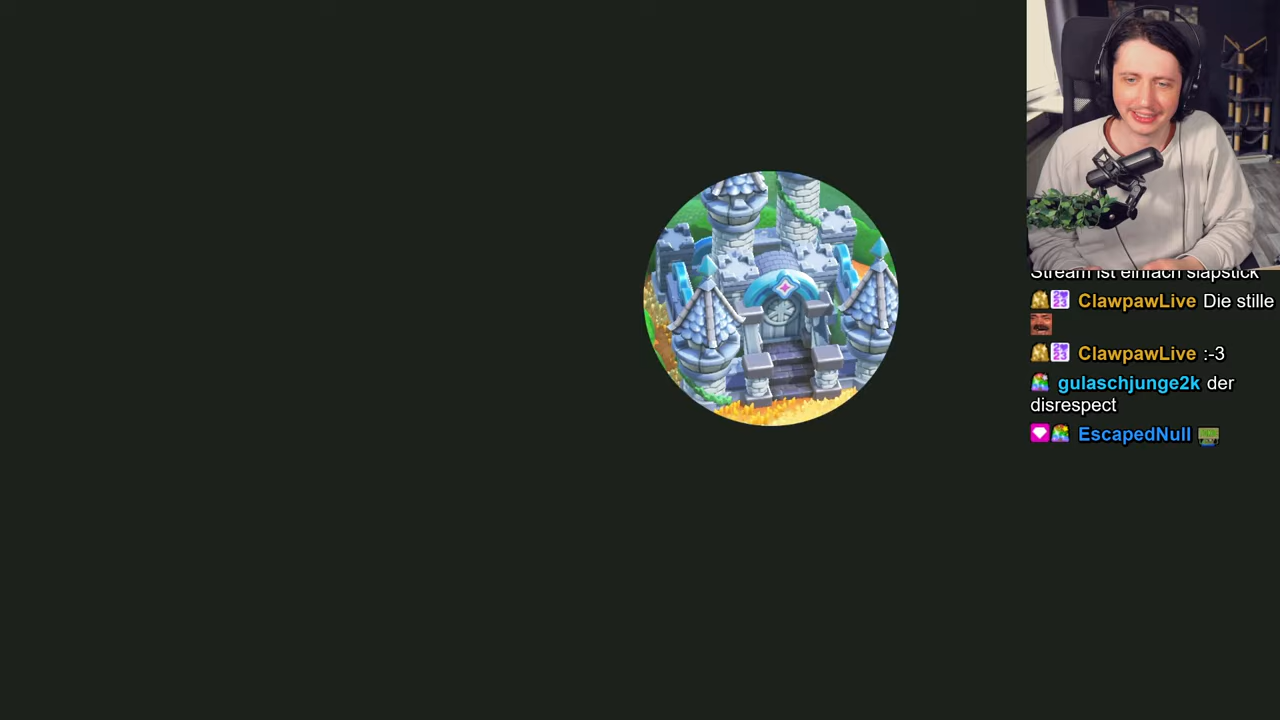 Stream ist einfach slapstick
ClawpawLive Die stille
ClawpawLive :-3
gulaschjunge2k der
disrespect
EscapedNull